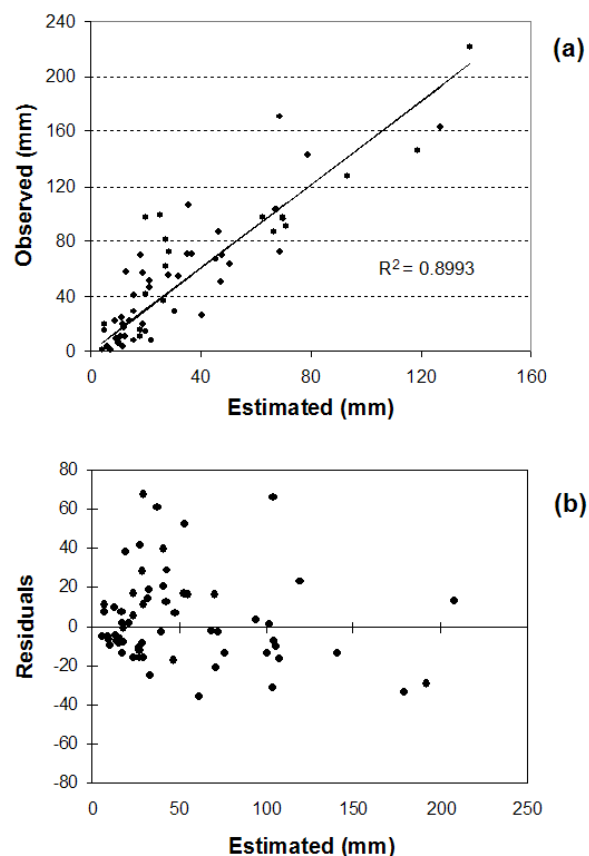 (a)
Observed (mm)
240
200
160
120
80
40
0
R² = 0.8993
0 40 80 120 160
Estimated (mm)
(b)
Residuals
80
60
40
20
0
-20
-40
-60
-80
0 50 100 150 200 250
Estimated (mm)